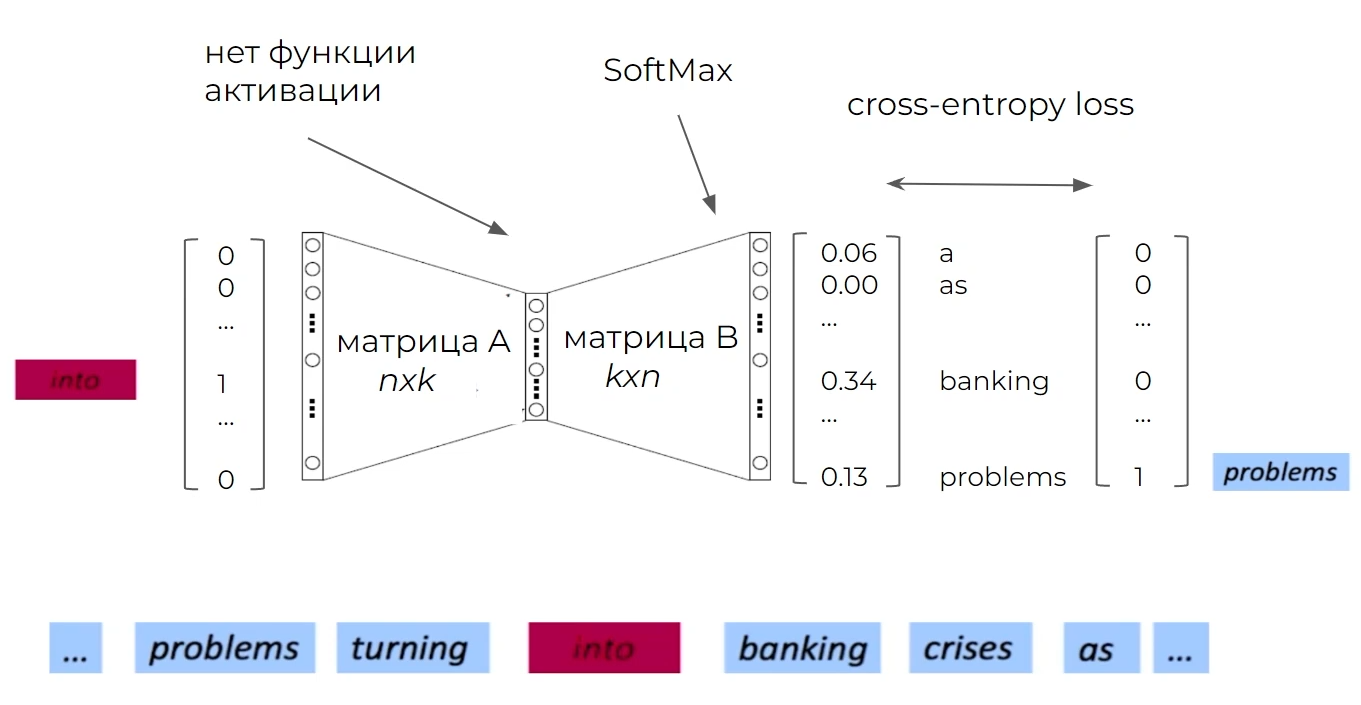 нет функции
активации
SoftMax
cross-entropy loss
into
0
0
...
1
...
0
матрица А
nxk
матрица B
kxn
0.06 a
0.00 as
...
0.34 banking
...
0.13 problems
0
0
...
0
...
1
problems
... problems turning into banking crises as ...